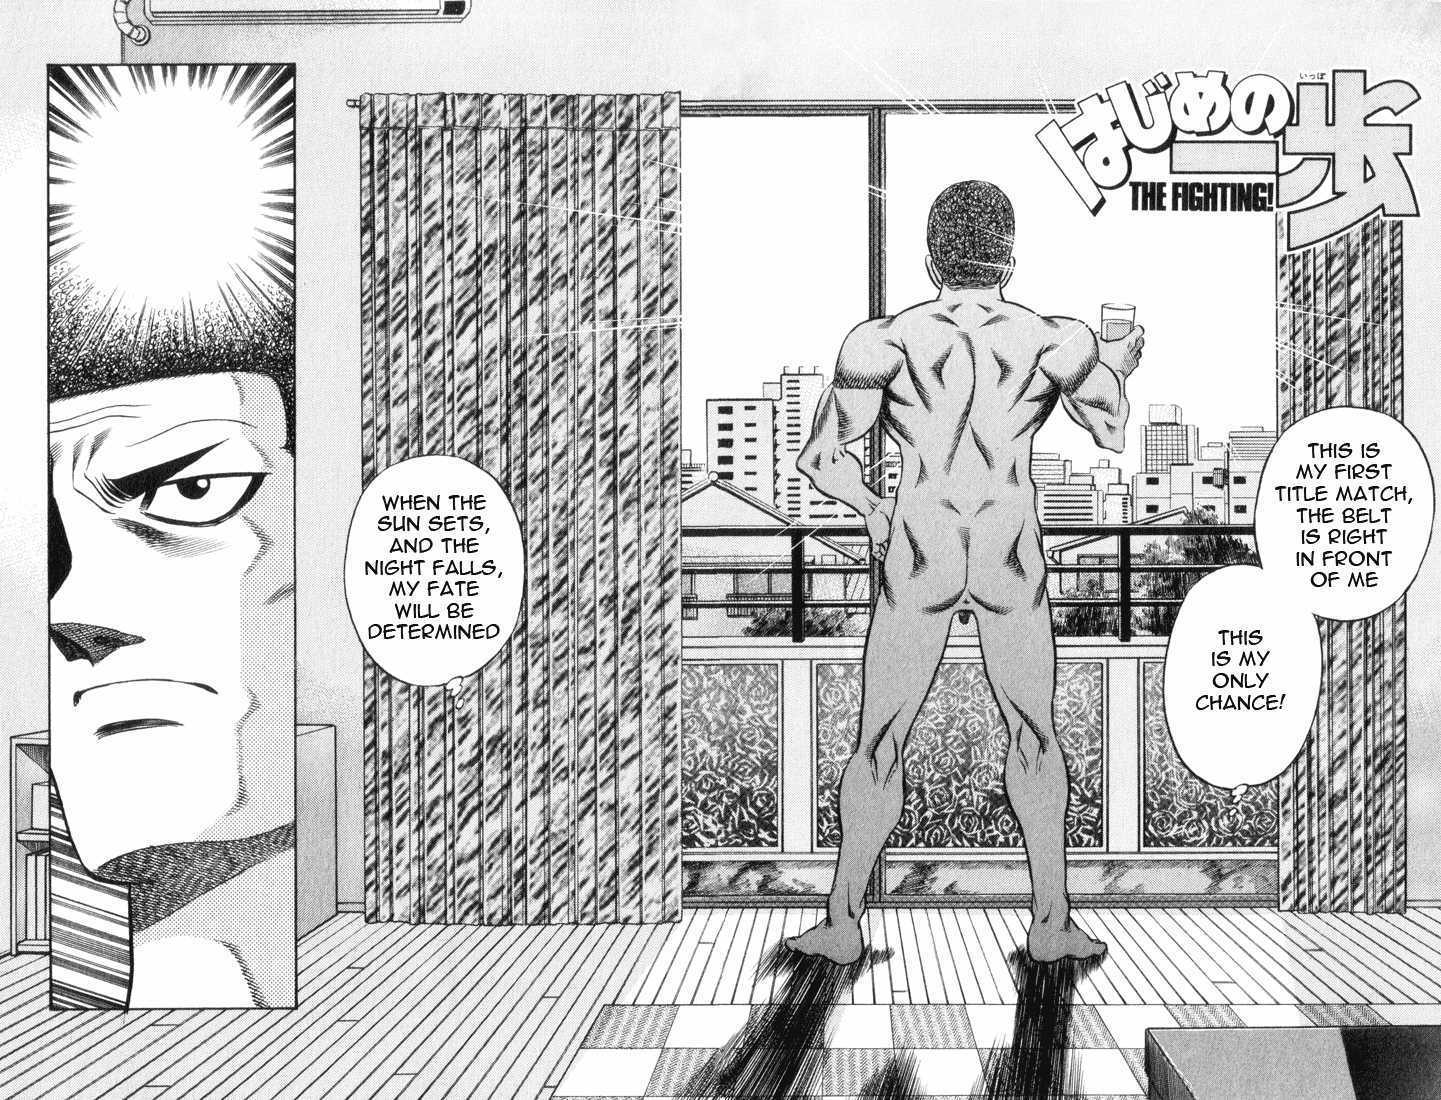 いっぽ
はじめの一歩
THE FIGHTING!
THIS IS
MY FIRST
TITLE MATCH,
THE BELT
IS RIGHT
IN FRONT
OF ME
THIS
IS MY
ONLY
CHANCE!
WHEN THE
SUN SETS,
AND THE
NIGHT FALLS,
MY FATE
WILL BE
DETERMINED